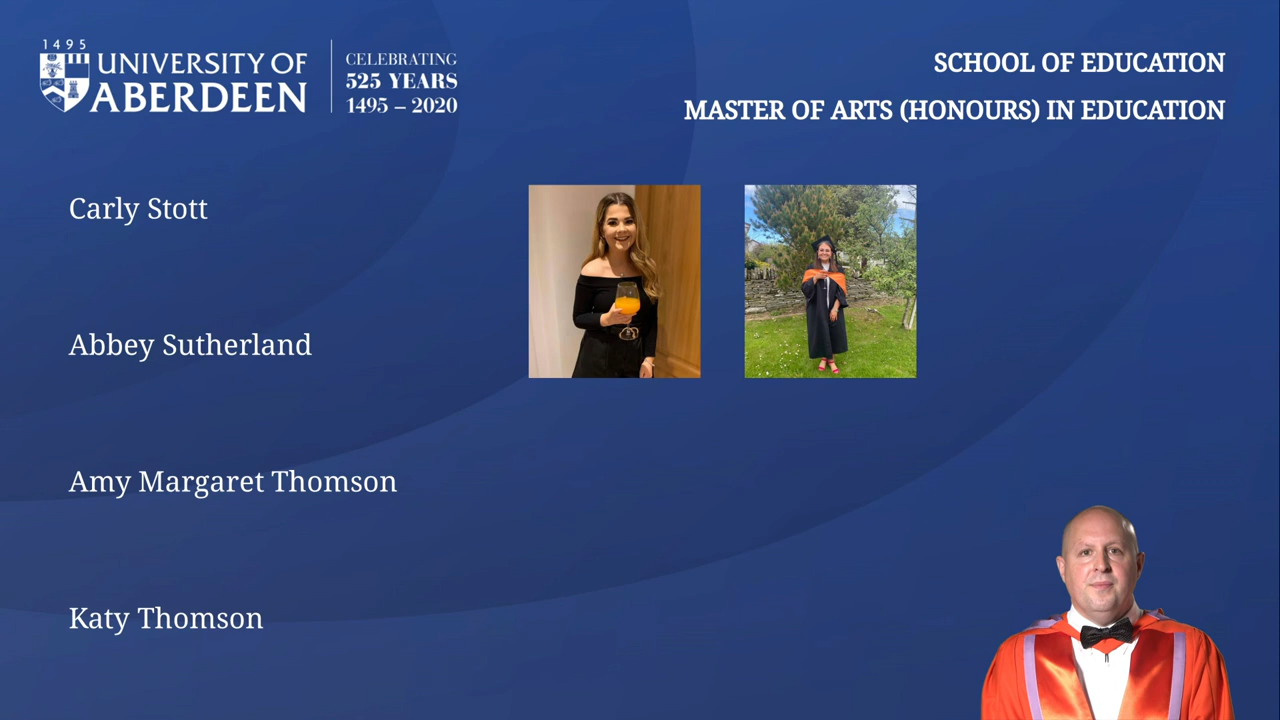 1495
UNIVERSITY OF
ABERDEEN
CELEBRATING
525 YEARS
1495 – 2020
SCHOOL OF EDUCATION
MASTER OF ARTS (HONOURS) IN EDUCATION
Carly Stott
Abbey Sutherland
Amy Margaret Thomson
Katy Thomson